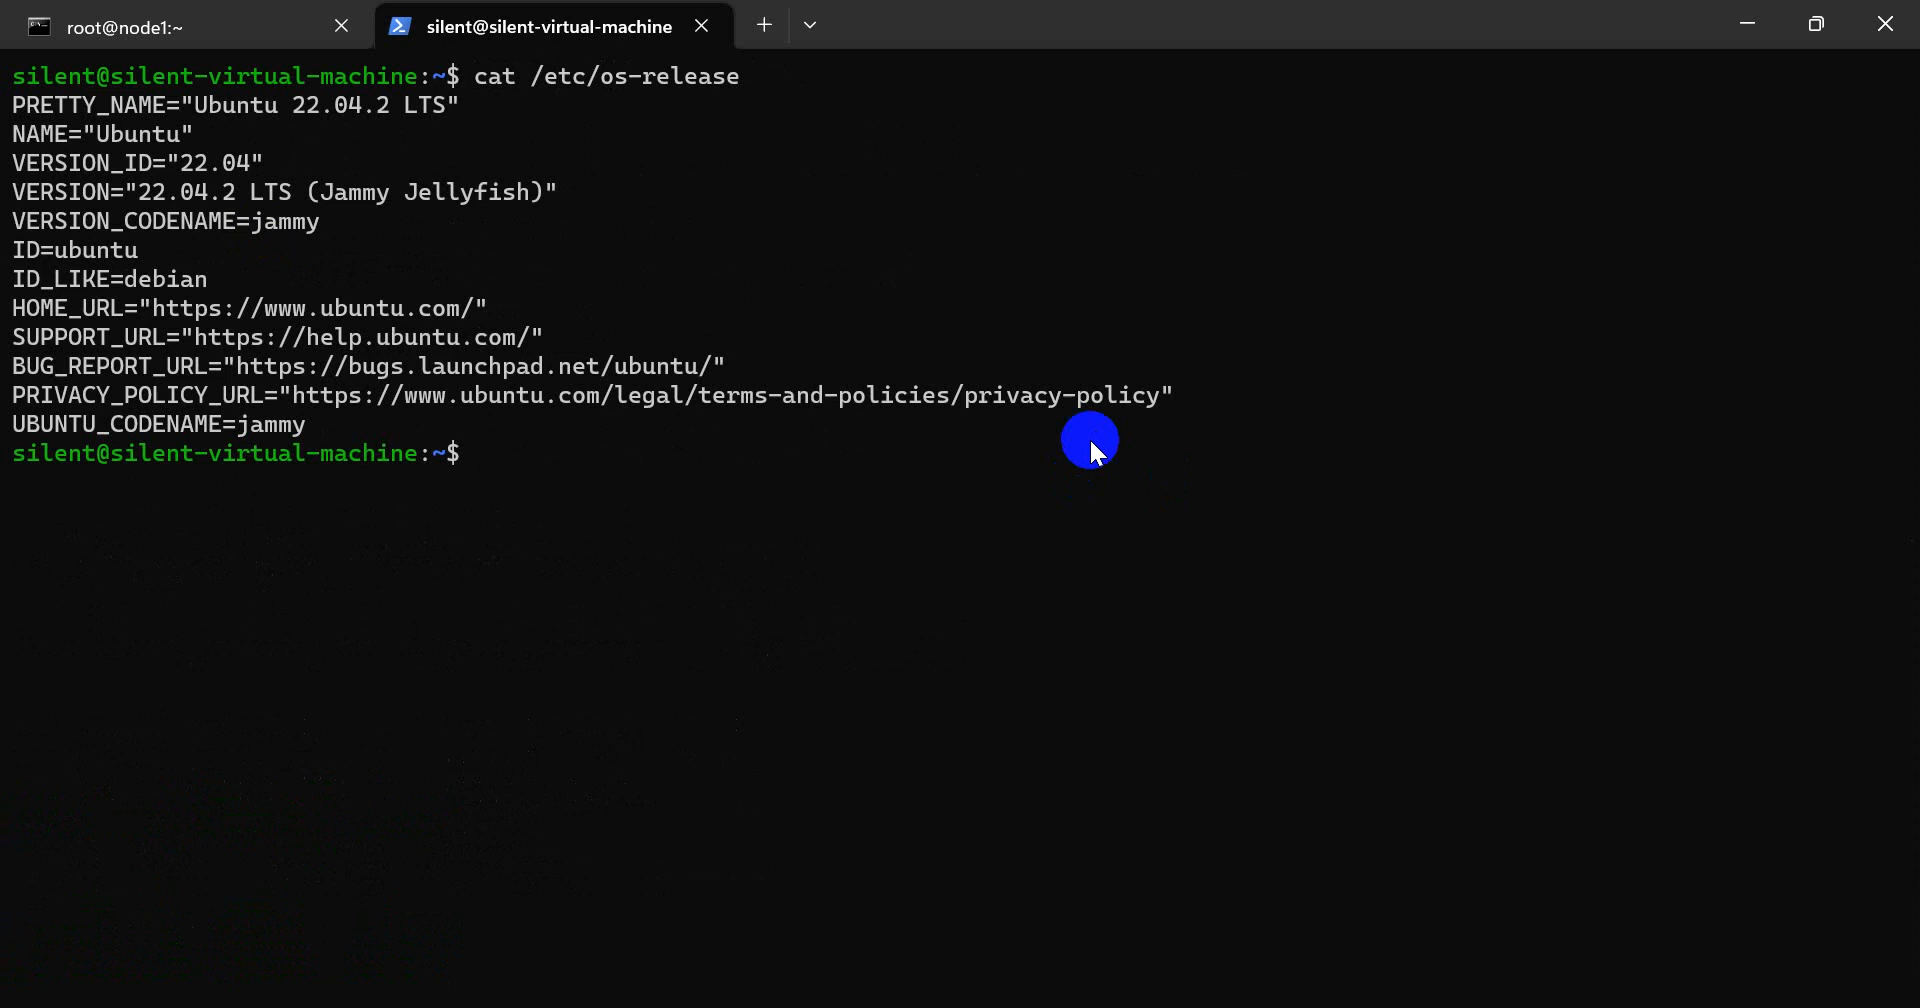 root@node1:~
silent@silent-virtual-machine
silent@silent-virtual-machine:~$ cat /etc/os-release
PRETTY_NAME="Ubuntu 22.04.2 LTS"
NAME="Ubuntu"
VERSION_ID="22.04"
VERSION="22.04.2 LTS (Jammy Jellyfish)"
VERSION_CODENAME=jammy
ID=ubuntu
ID_LIKE=debian
HOME_URL="https://www.ubuntu.com/"
SUPPORT_URL="https://help.ubuntu.com/"
BUG_REPORT_URL="https://bugs.launchpad.net/ubuntu/"
PRIVACY_POLICY_URL="https://www.ubuntu.com/legal/terms-and-policies/privacy-policy"
UBUNTU_CODENAME=jammy
silent@silent-virtual-machine:~$